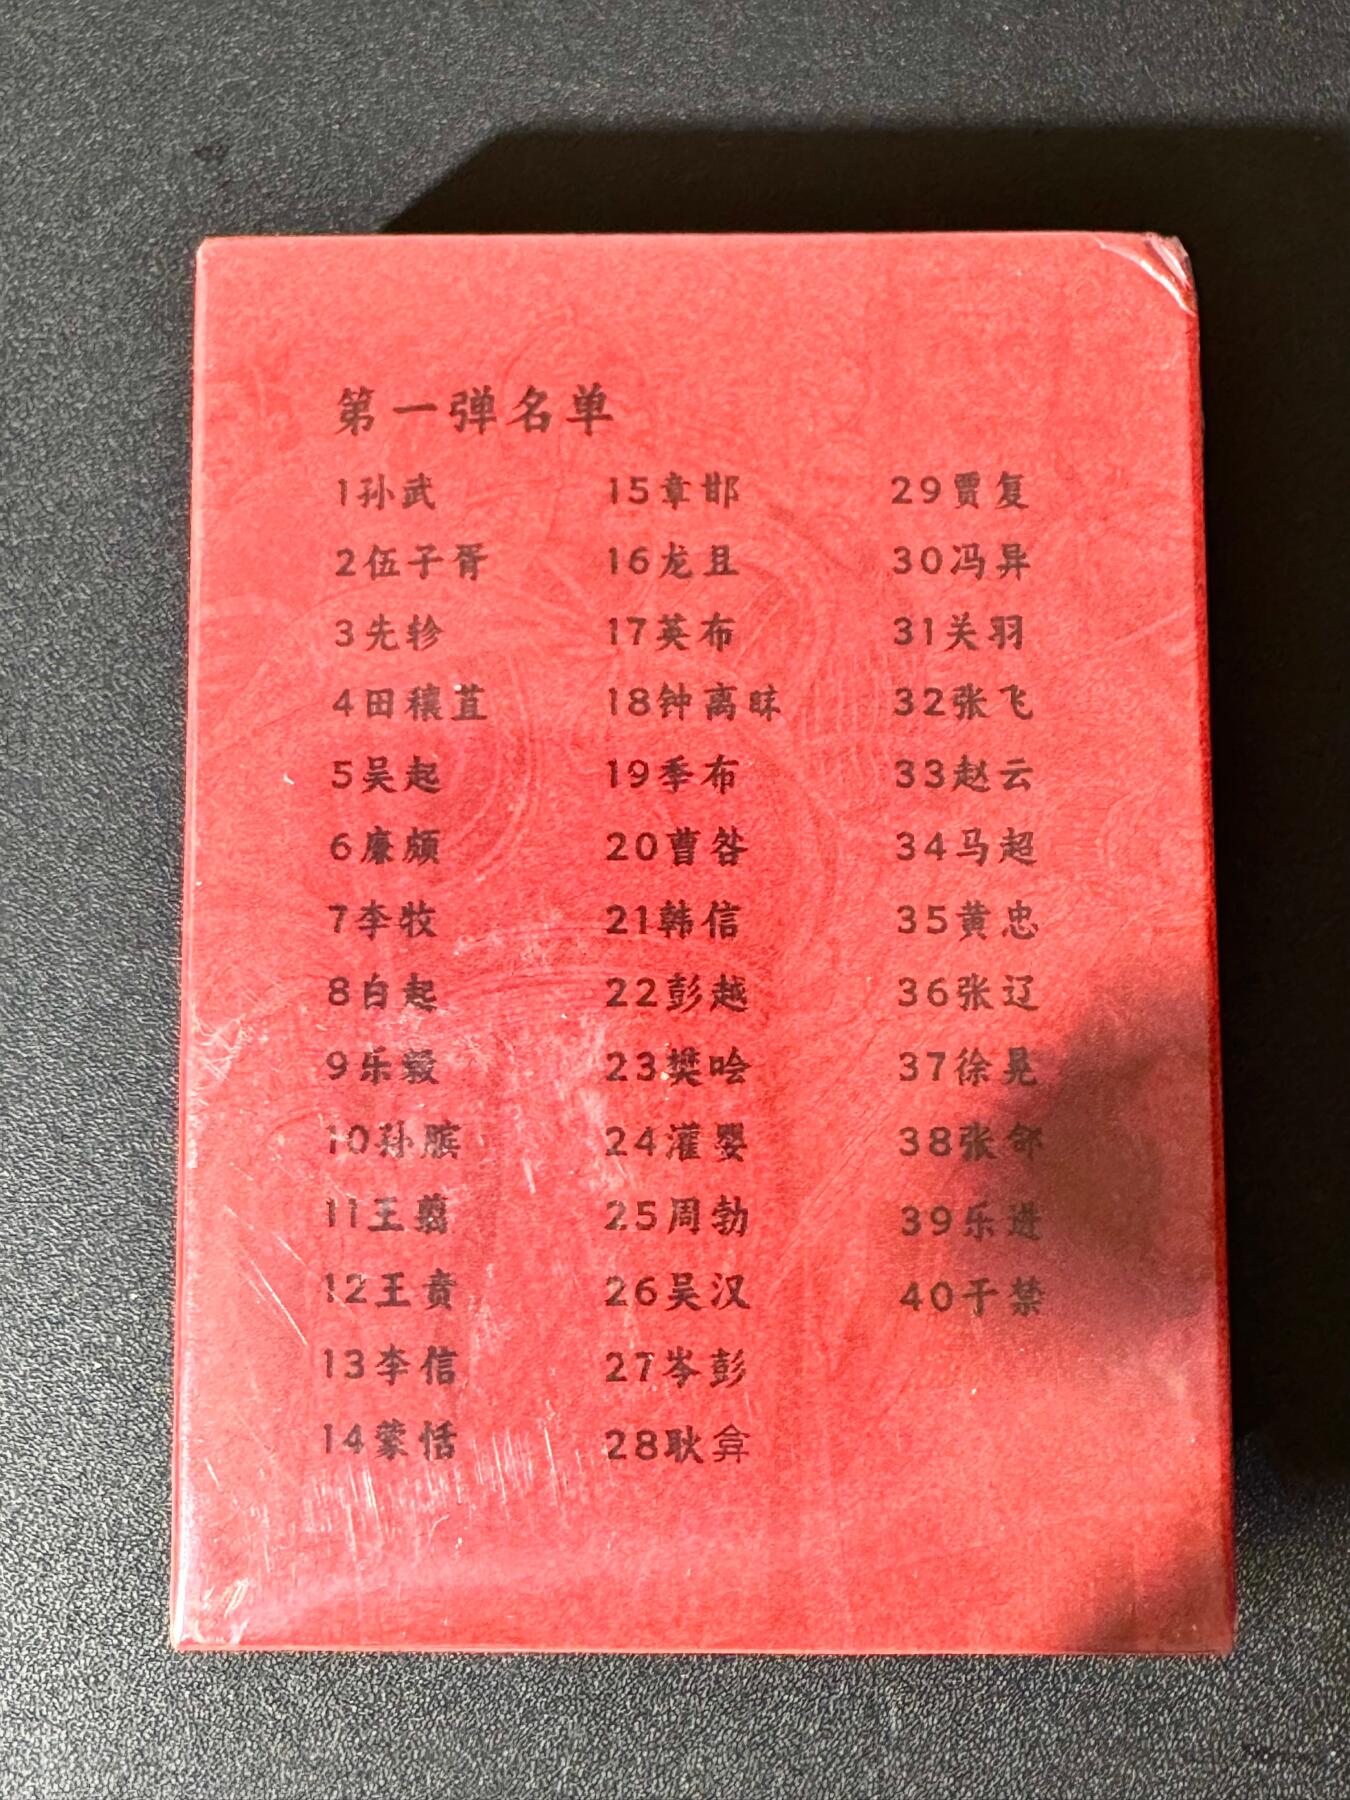 第一弹名单
1孙武
2伍子胥
3先轸
4田穰苴
5吴起
6廉颇
7李牧
8白起
9乐毅
10孙膑
11王翦
12王贲
13李信
14蒙恬
15章邯
16龙且
17英布
18钟离眛
19季布
20曹咎
21韩信
22彭越
23樊哙
24灌婴
25周勃
26吴汉
27岑彭
28耿弇
29贾复
30冯异
31关羽
32张飞
33赵云
34马超
35黄忠
36张辽
37徐晃
38张郃
39乐进
40于禁